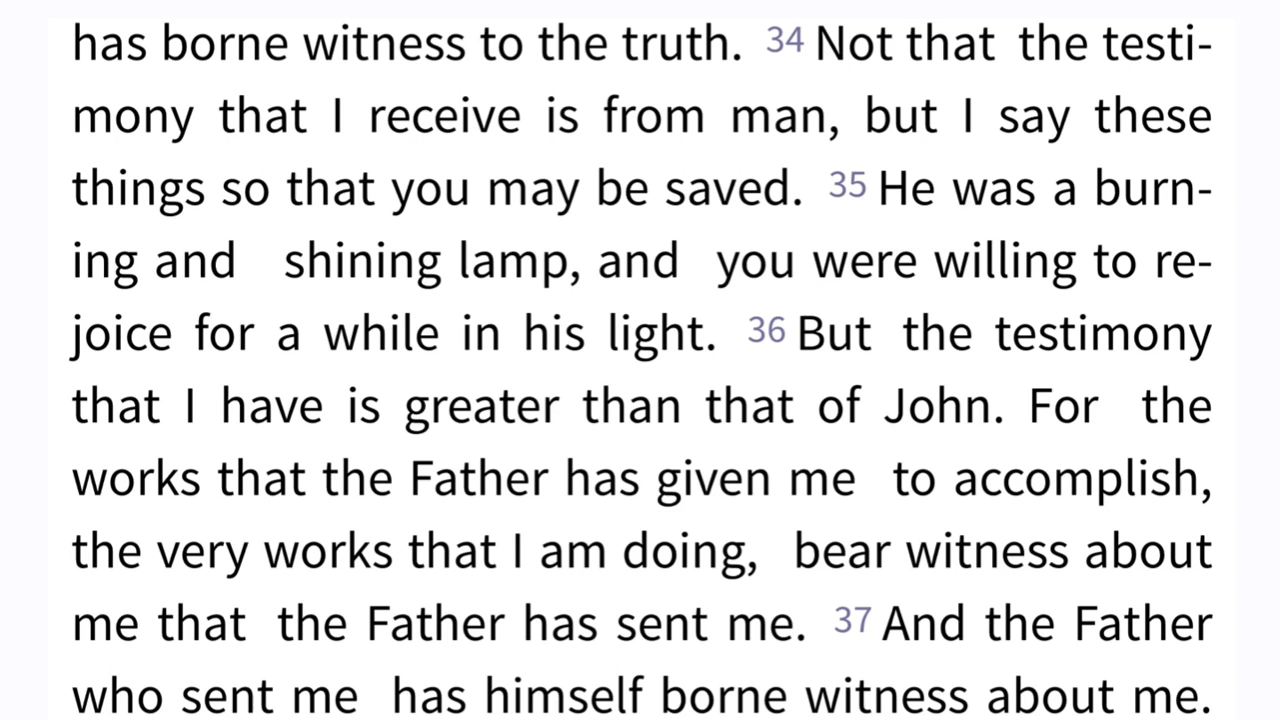 has borne witness to the truth. 34 Not that the testi-
mony that I receive is from man, but I say these
things so that you may be saved. 35 He was a burn-
ing and shining lamp, and you were willing to re-
joice for a while in his light. 36 But the testimony
that I have is greater than that of John. For the
works that the Father has given me to accomplish,
the very works that I am doing, bear witness about
me that the Father has sent me. 37 And the Father
who sent me has himself borne witness about me.